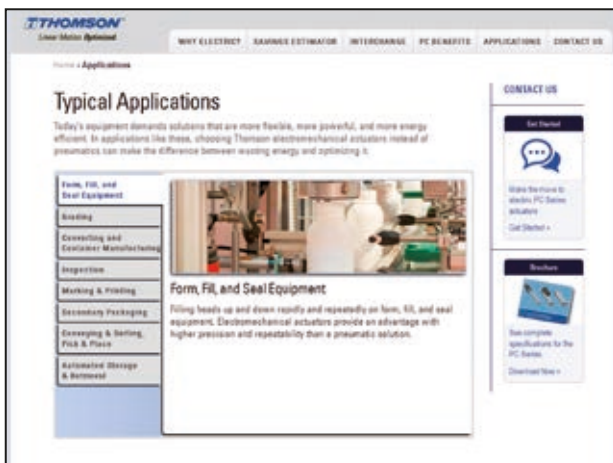 THOMSON
Linear Motion. Optimized.
WHY ELECTRIC? SAVINGS ESTIMATOR INTERCHANGE PC BENEFITS APPLICATIONS CONTACT US
Home » Applications
Typical Applications
Today's equipment demands solutions that are more flexible, more powerful, and more energy
efficient. In applications like these, choosing Thomson electromechanical actuators instead of
pneumatics can make the difference between wasting energy and optimizing it.
Form, Fill, and
Seal Equipment
Converting and
Container Manufacturing
Inspection
Marking & Printing
Secondary Packaging
Conveying & Sorting,
Pick & Place
Automated Storage
& Retrieval
Form, Fill, and Seal Equipment
Filling heads up and down rapidly and repeatedly on form, fill, and seal
equipment. Electromechanical actuators provide an advantage with
higher precision and repeatability than a pneumatic solution.
CONTACT US
Get Started
Make the move to
electric PC Series
actuators
Get Started »
Brochure
See complete
specifications for the
PC Series
Download Now »